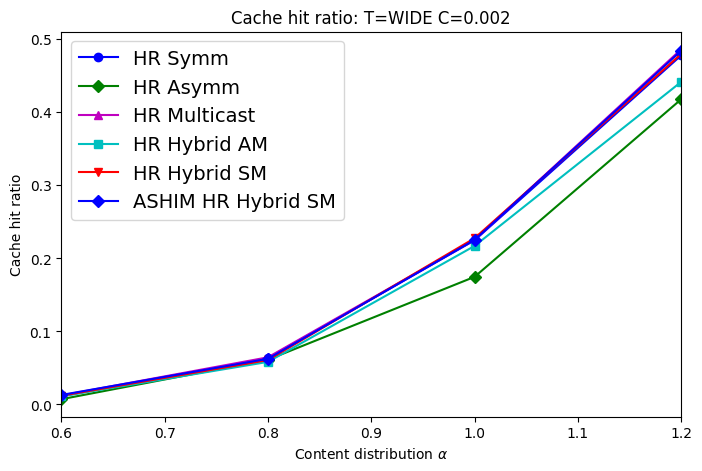 Cache hit ratio: T=WIDE C=0.002
HR Symm
HR Asymm
HR Multicast
HR Hybrid AM
HR Hybrid SM
ASHIM HR Hybrid SM
Cache hit ratio
0.5
0.4
0.3
0.2
0.1
0.0
0.6 0.7 0.8 0.9 1.0 1.1 1.2
Content distribution α